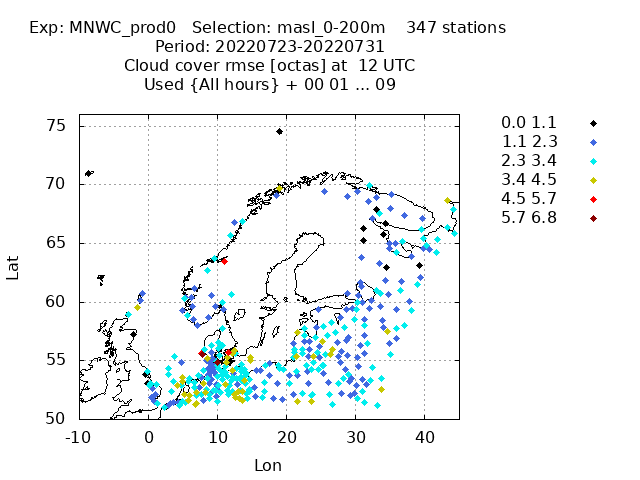 Exp: MNWC_prod0 Selection: masl_0-200m 347 stations
Period: 20220723-20220731
Cloud cover rmse [octas] at 12 UTC
Used {All hours} + 00 01 ... 09
75
70
65
60
55
50
-10 0 10 20 30 40
Lat
Lon
0.0 1.1
1.1 2.3
2.3 3.4
3.4 4.5
4.5 5.7
5.7 6.8